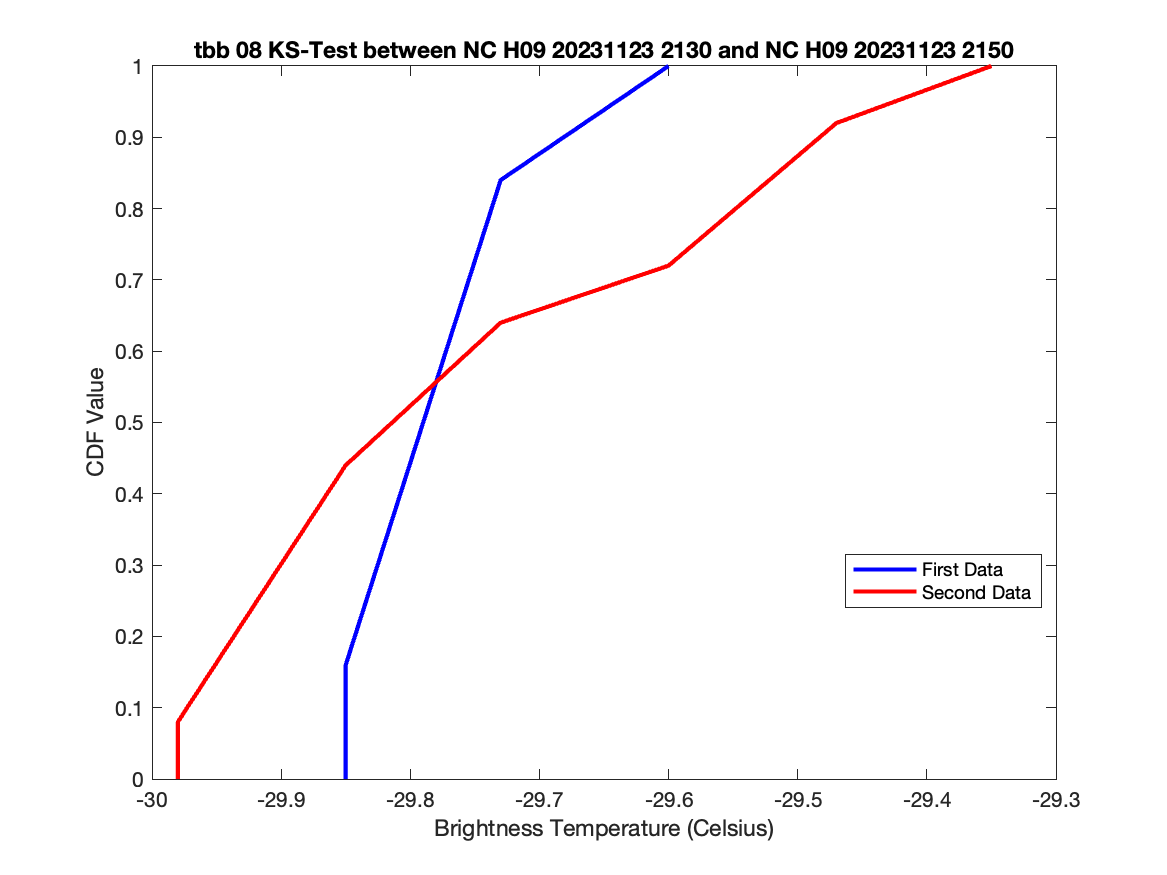 tbb 08 KS-Test between NC H09 20231123 2130 and NC H09 20231123 2150
1
0.9
0.8
0.7
0.6
0.5
0.4
0.3
0.2
0.1
0
CDF Value
First Data
Second Data
-30 -29.9 -29.8 -29.7 -29.6 -29.5 -29.4 -29.3
Brightness Temperature (Celsius)